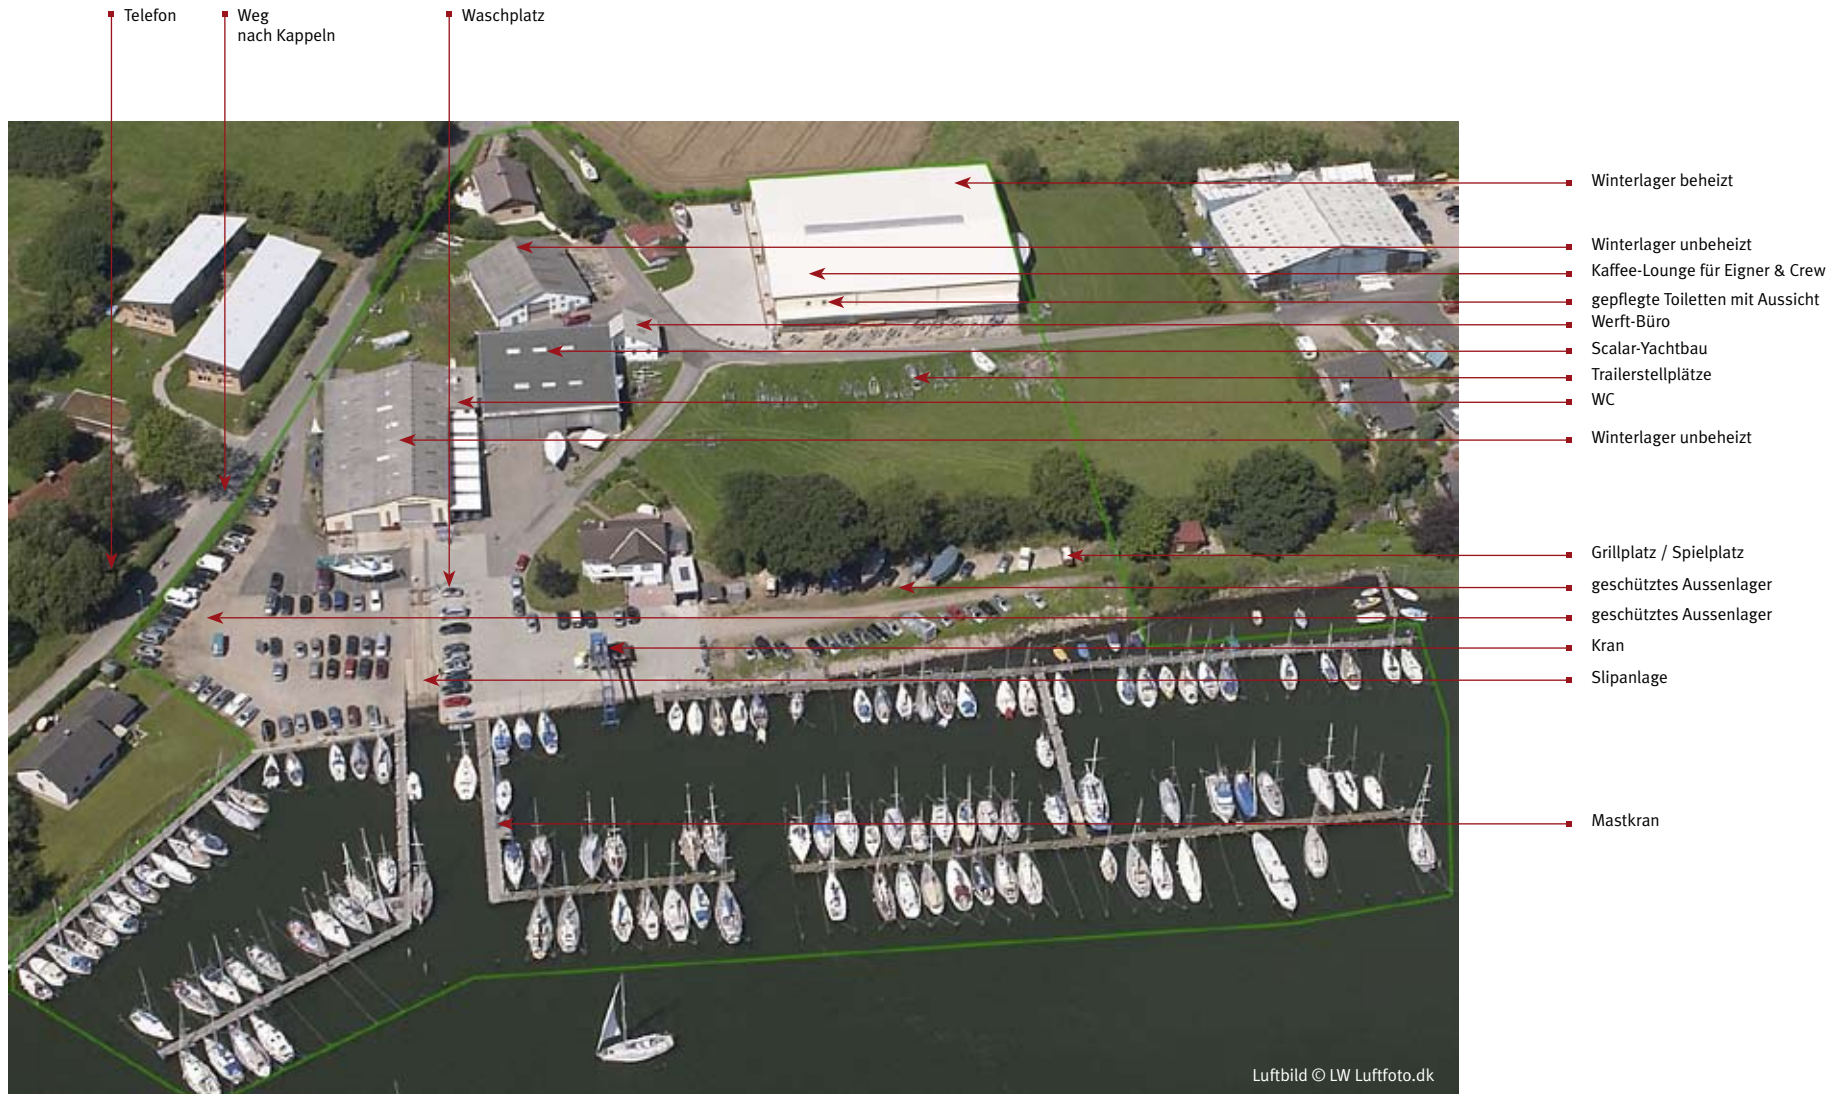 Telefon
Weg
nach Kappeln
Waschplatz
Winterlager beheizt
Winterlager unbeheizt
Kaffee-Lounge für Eigner & Crew
gepflegte Toiletten mit Aussicht
Werft-Büro
Scalar-Yachtbau
Trailerstellplätze
WC
Winterlager unbeheizt
Grillplatz / Spielplatz
geschütztes Aussenlager
geschütztes Aussenlager
Kran
Slipanlage
Mastkran
Luftbild © LW Luftfoto.dk